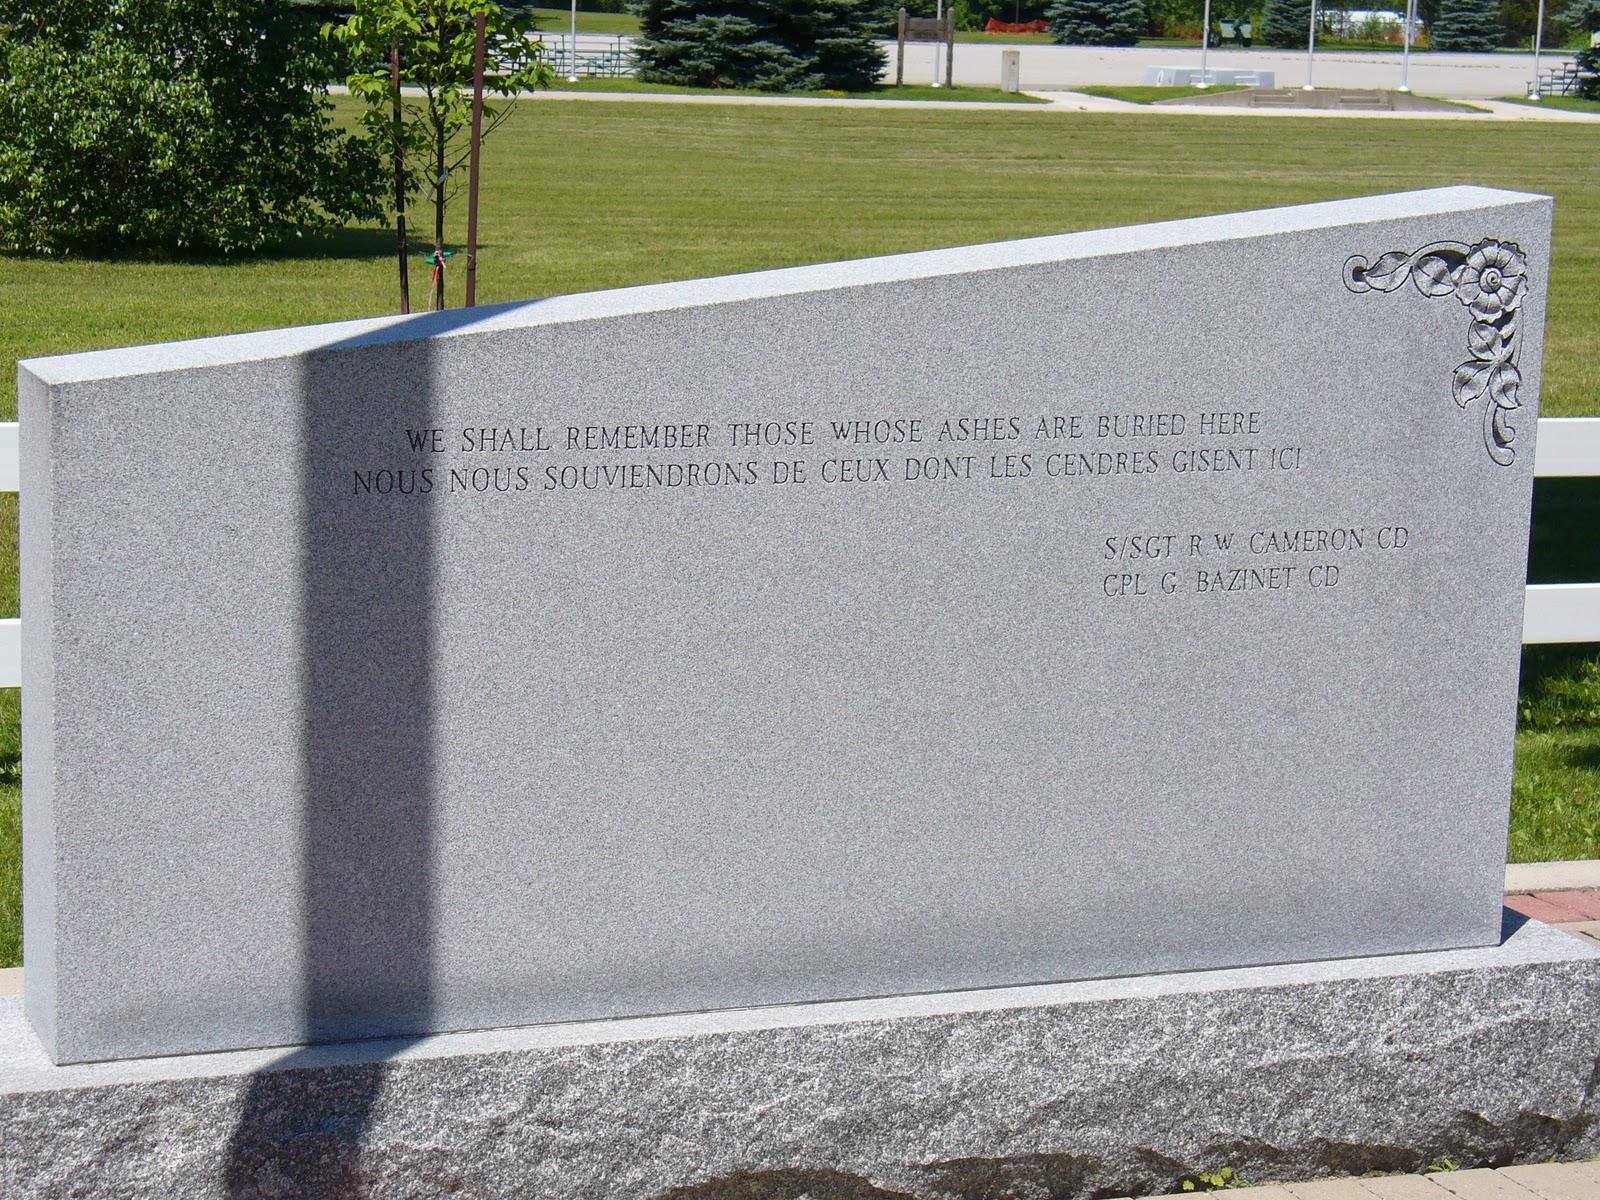 WE SHALL REMEMBER THOSE WHOSE ASHES ARE BURIED HERE
NOUS NOUS SOUVIENDRONS DE CEUX DONT LES CENDRES GISENT ICI
S/SGT R. W. CAMERON CD
CPL G. BAZINET CD